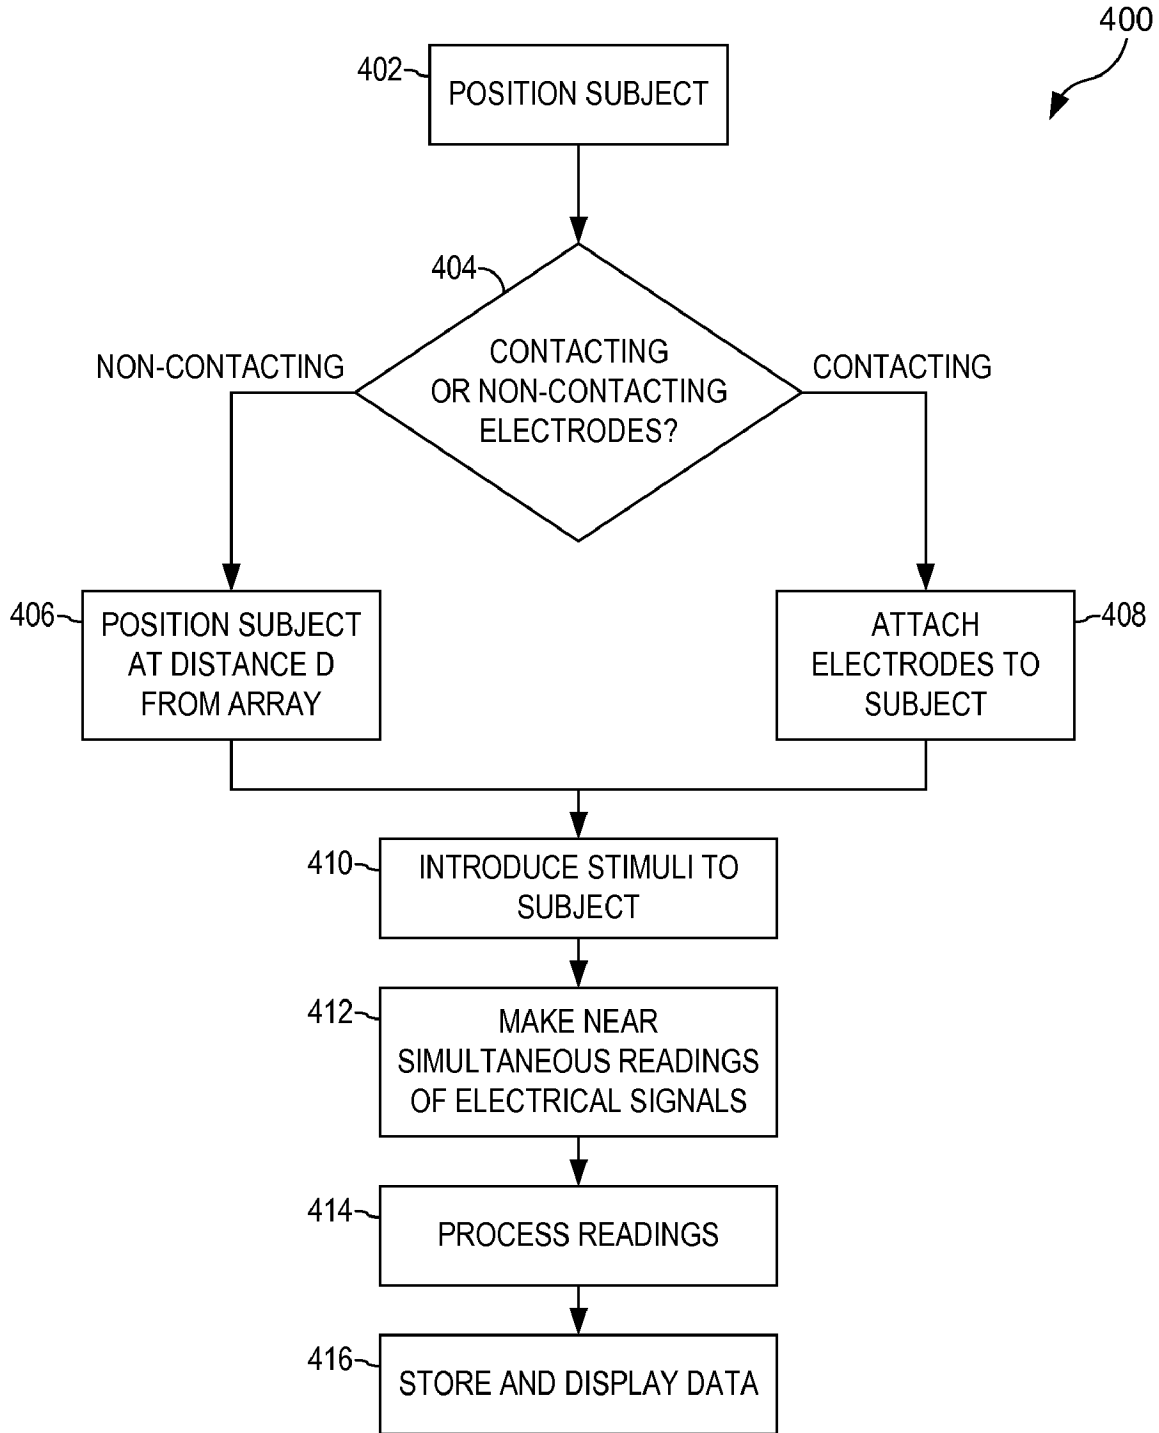 400
402
POSITION SUBJECT
404
CONTACTING
OR NON-CONTACTING
ELECTRODES?
NON-CONTACTING
CONTACTING
406
POSITION SUBJECT
AT DISTANCE D
FROM ARRAY
408
ATTACH
ELECTRODES TO
SUBJECT
410
INTRODUCE STIMULI TO
SUBJECT
412
MAKE NEAR
SIMULTANEOUS READINGS
OF ELECTRICAL SIGNALS
414
PROCESS READINGS
416
STORE AND DISPLAY DATA